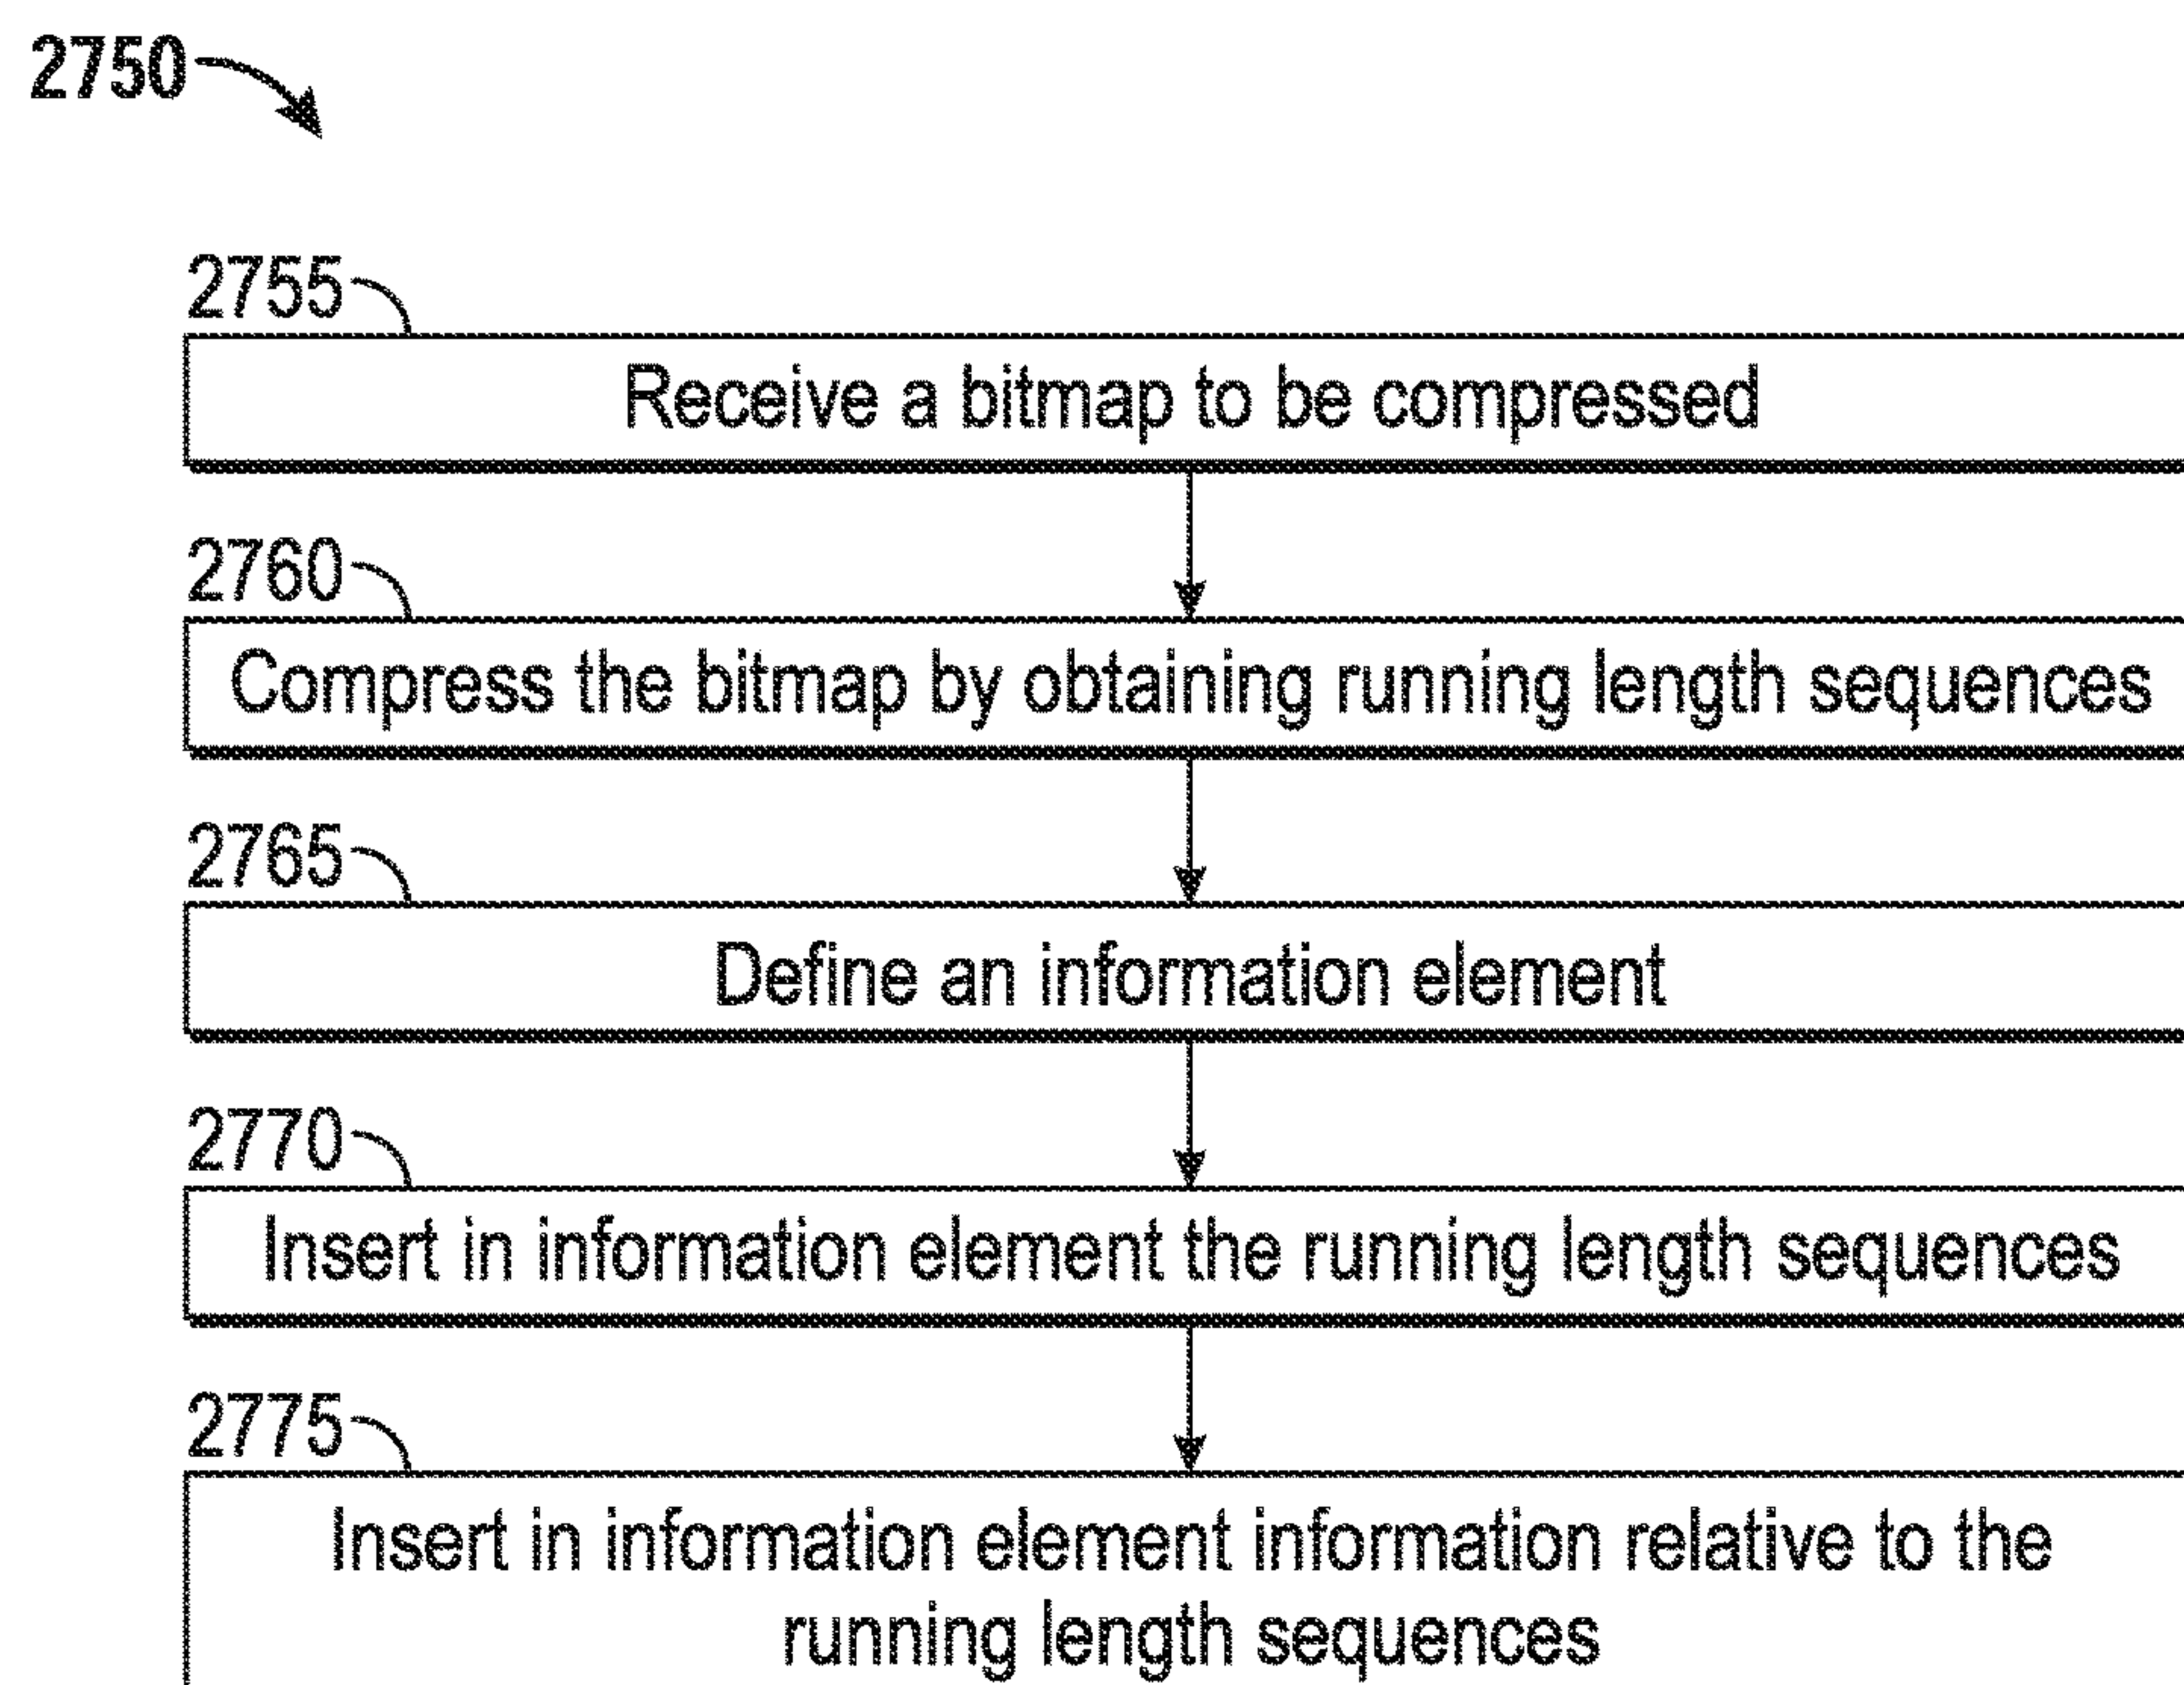 2750
2755
Receive a bitmap to be compressed
2760
Compress the bitmap by obtaining running length sequences
2765
Define an information element
2770
Insert in information element the running length sequences
2775
Insert in information element information relative to the
running length sequences